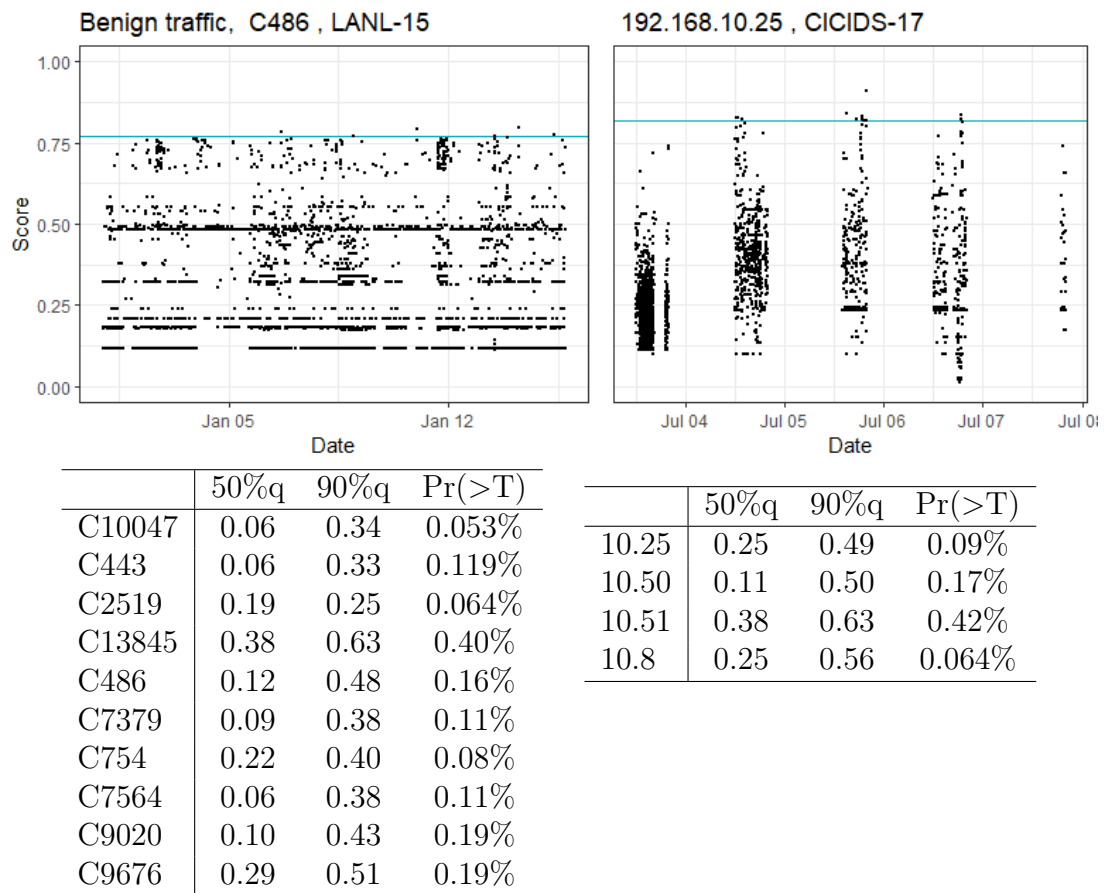 Benign traffic, C486 , LANL-15
192.168.10.25 , CICIDS-17
1.00
0.75
0.50
0.25
0.00
Score
Jan 05
Jan 12
Date
Jul 04
Jul 05
Jul 06
Jul 07
Jul 08
Date
50%q 90%q Pr(>T)
C10047 0.06 0.34 0.053%
C443 0.06 0.33 0.119%
C2519 0.19 0.25 0.064%
C13845 0.38 0.63 0.40%
C486 0.12 0.48 0.16%
C7379 0.09 0.38 0.11%
C754 0.22 0.40 0.08%
C7564 0.06 0.38 0.11%
C9020 0.10 0.43 0.19%
C9676 0.29 0.51 0.19%
50%q 90%q Pr(>T)
10.25 0.25 0.49 0.09%
10.50 0.11 0.50 0.17%
10.51 0.38 0.63 0.42%
10.8 0.25 0.56 0.064%